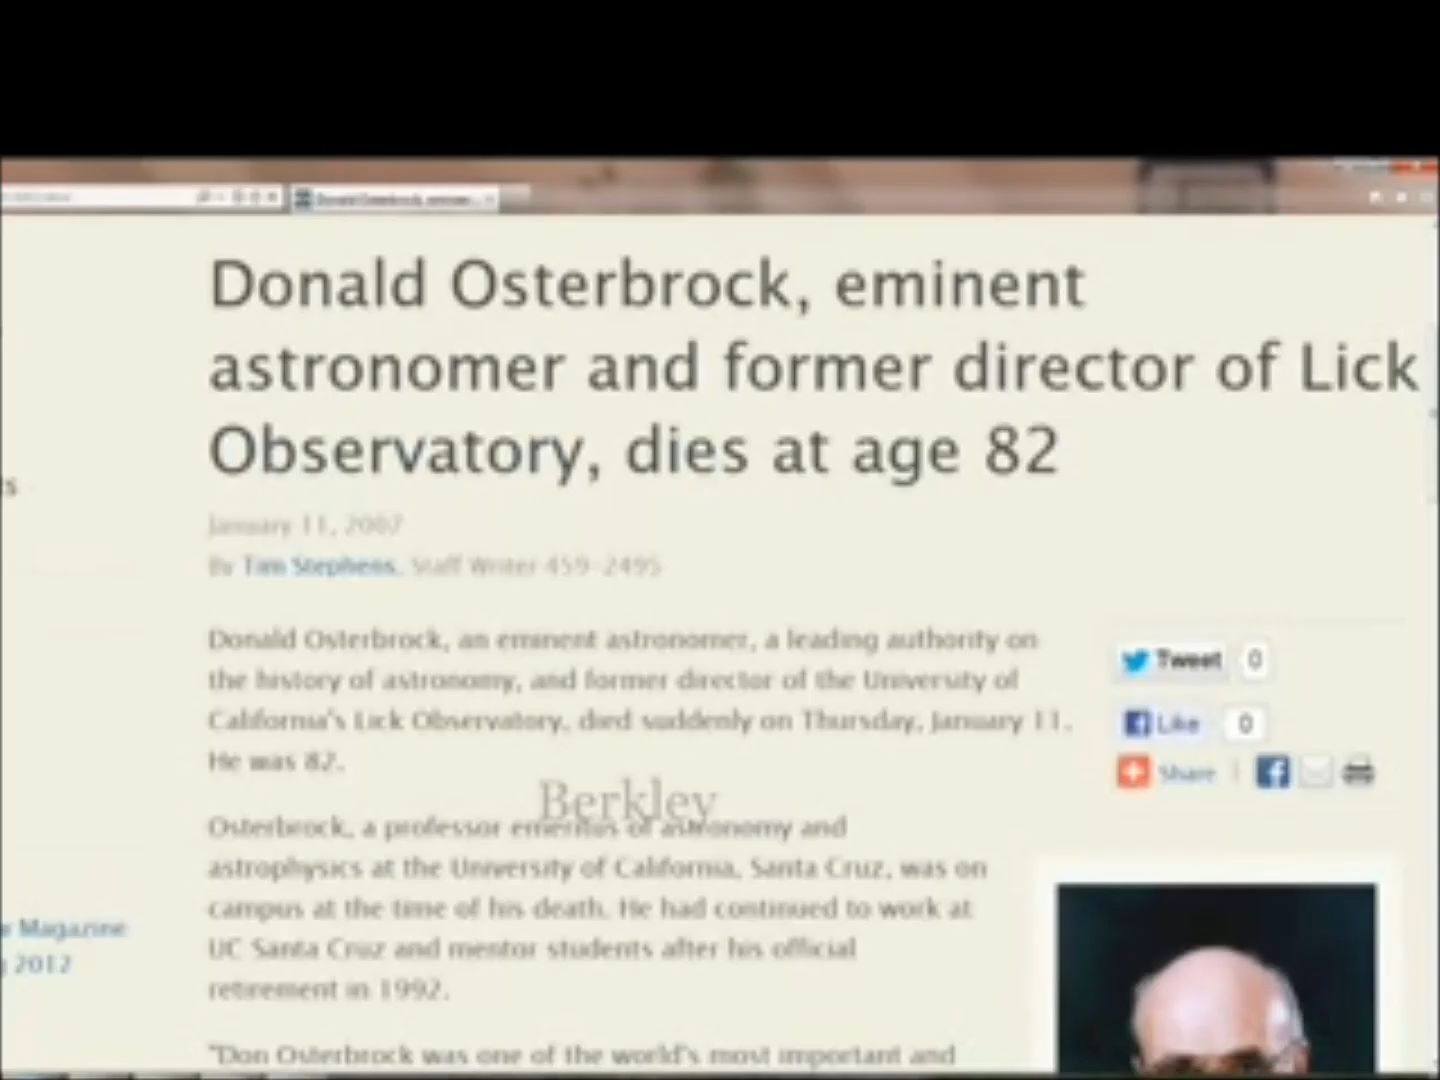 Donald Osterbrock, eminent
astronomer and former director of Lick
Observatory, dies at age 82
January 11, 2007
By Tim Stephens, Staff Writer 459-2495
Donald Osterbrock, an eminent astronomer, a leading authority on
the history of astronomy, and former director of the University of
California's Lick Observatory, died suddenly on Thursday, January 11.
He was 82.
Tweet 0
Like 0
Share
Berkley
Osterbrock, a professor emeritus of astronomy and
astrophysics at the University of California, Santa Cruz, was on
campus at the time of his death. He had continued to work at
UC Santa Cruz and mentor students after his official
retirement in 1992.
Magazine
2012
"Don Osterbrock was one of the world's most important and